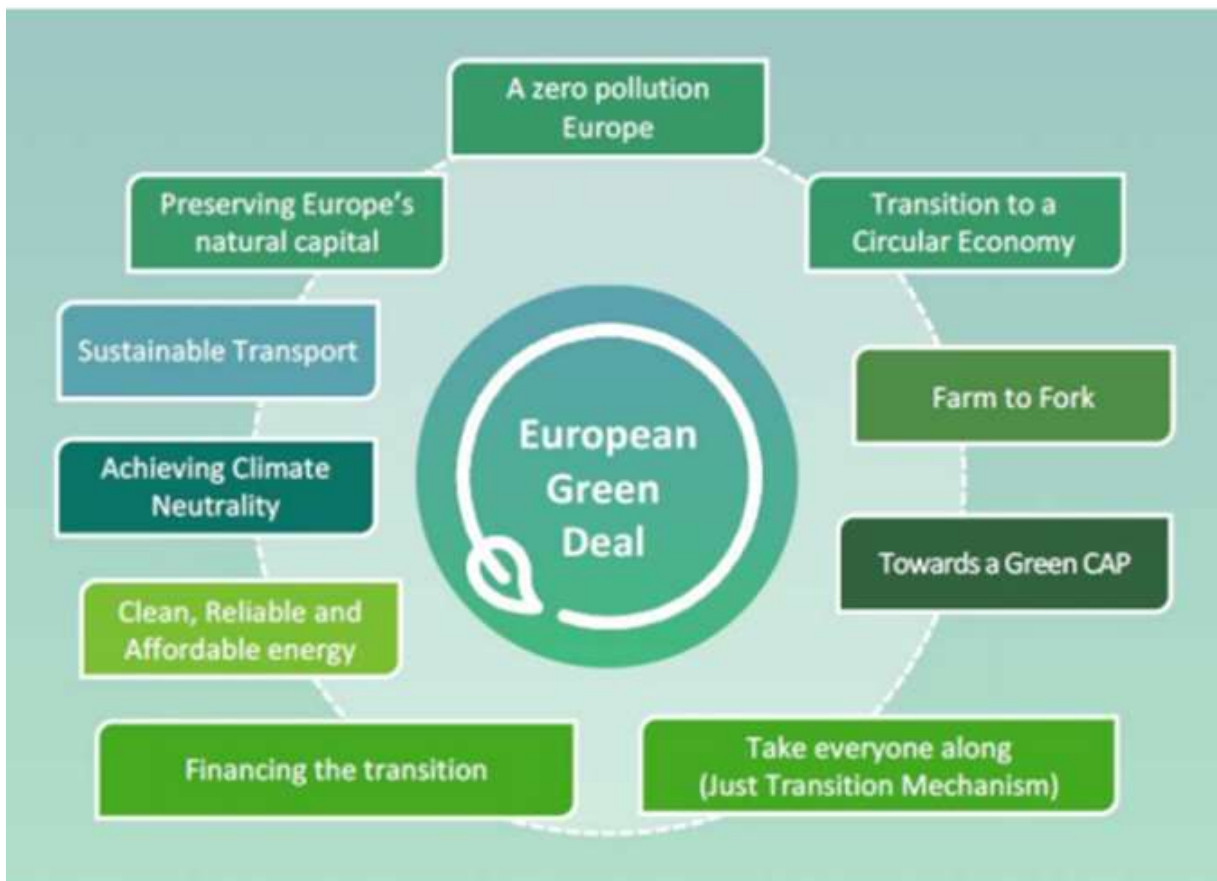 A zero pollution
Europe
Preserving Europe's
natural capital
Transition to a
Circular Economy
Sustainable Transport
Farm to Fork
European
Green
Deal
Achieving Climate
Neutrality
Towards a Green CAP
Clean, Reliable and
Affordable energy
Financing the transition
Take everyone along
(Just Transition Mechanism)